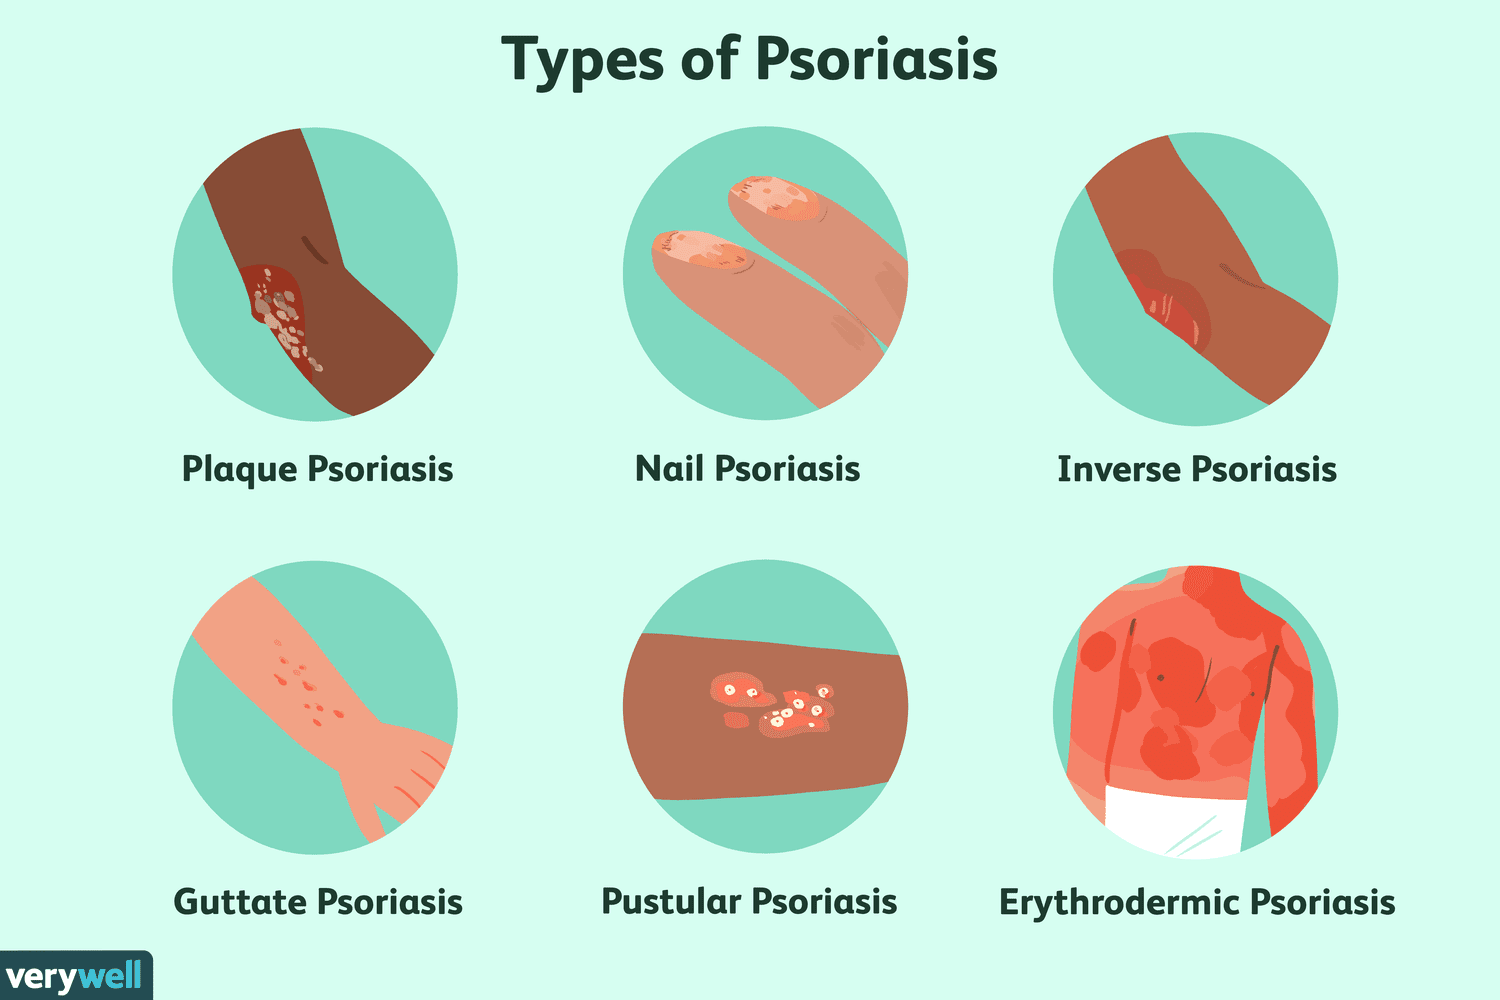 Types of Psoriasis
Plaque Psoriasis
Nail Psoriasis
Inverse Psoriasis
Guttate Psoriasis
Pustular Psoriasis
Erythrodermic Psoriasis
verywell